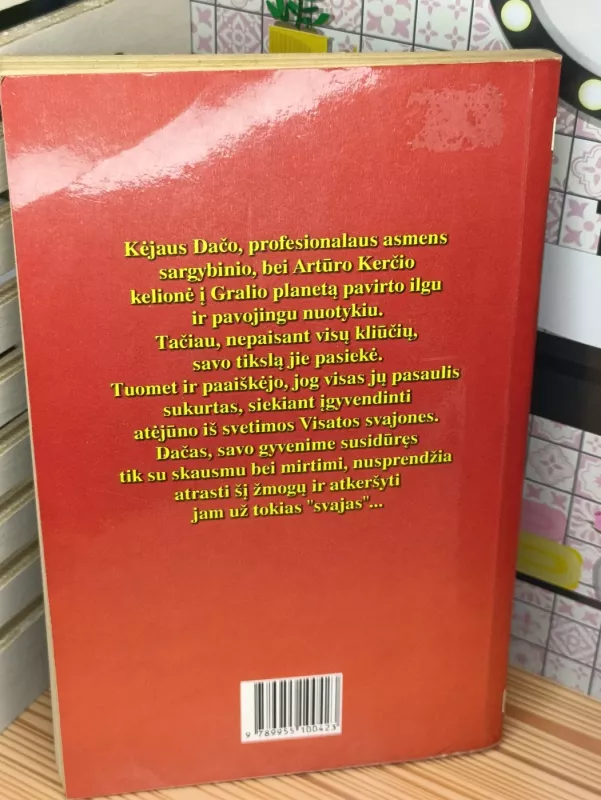 Kėjaus Dačo, profesionalaus asmens
sargybinio, bei Artūro Kerčio
kelionė į Gralio planetą pavirto ilgu
ir pavojingu nuotykiu.
Tačiau, nepaisant visų kliūčių,
savo tikslą jie pasiekė.
Tuomet ir paaiškėjo, jog visas jų pasaulis
sukurtas, siekiant įgyvendinti
atėjūno iš svetimos Visatos svajones.
Dačas, savo gyvenime susidūręs
tik su skausmu bei mirtimi, nusprendžia
atrasti šį žmogų ir atkeršyti
jam už tokias "svajas"...
9 789955 100423